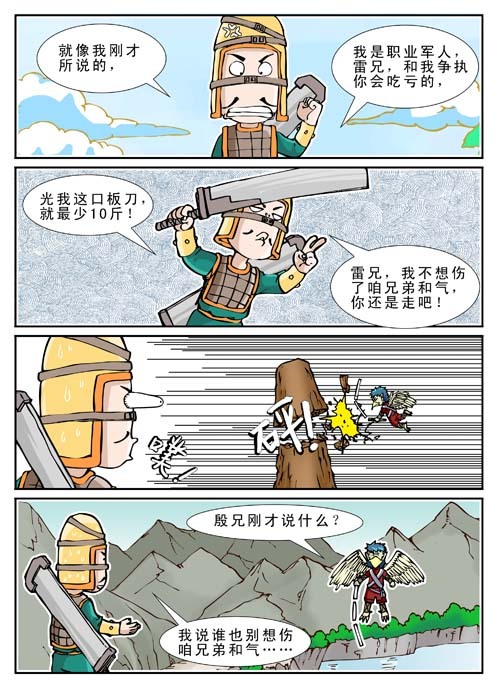 就像我刚才
所说的，
我是职业军人，
雷兄，和我争执
你会吃亏的，
光我这口板刀，
就最少10斤！
雷兄，我不想伤
了咱兄弟和气，
你还是走吧！
砰！
殷兄刚才说什么？
我说谁也别想伤
咱兄弟和气……